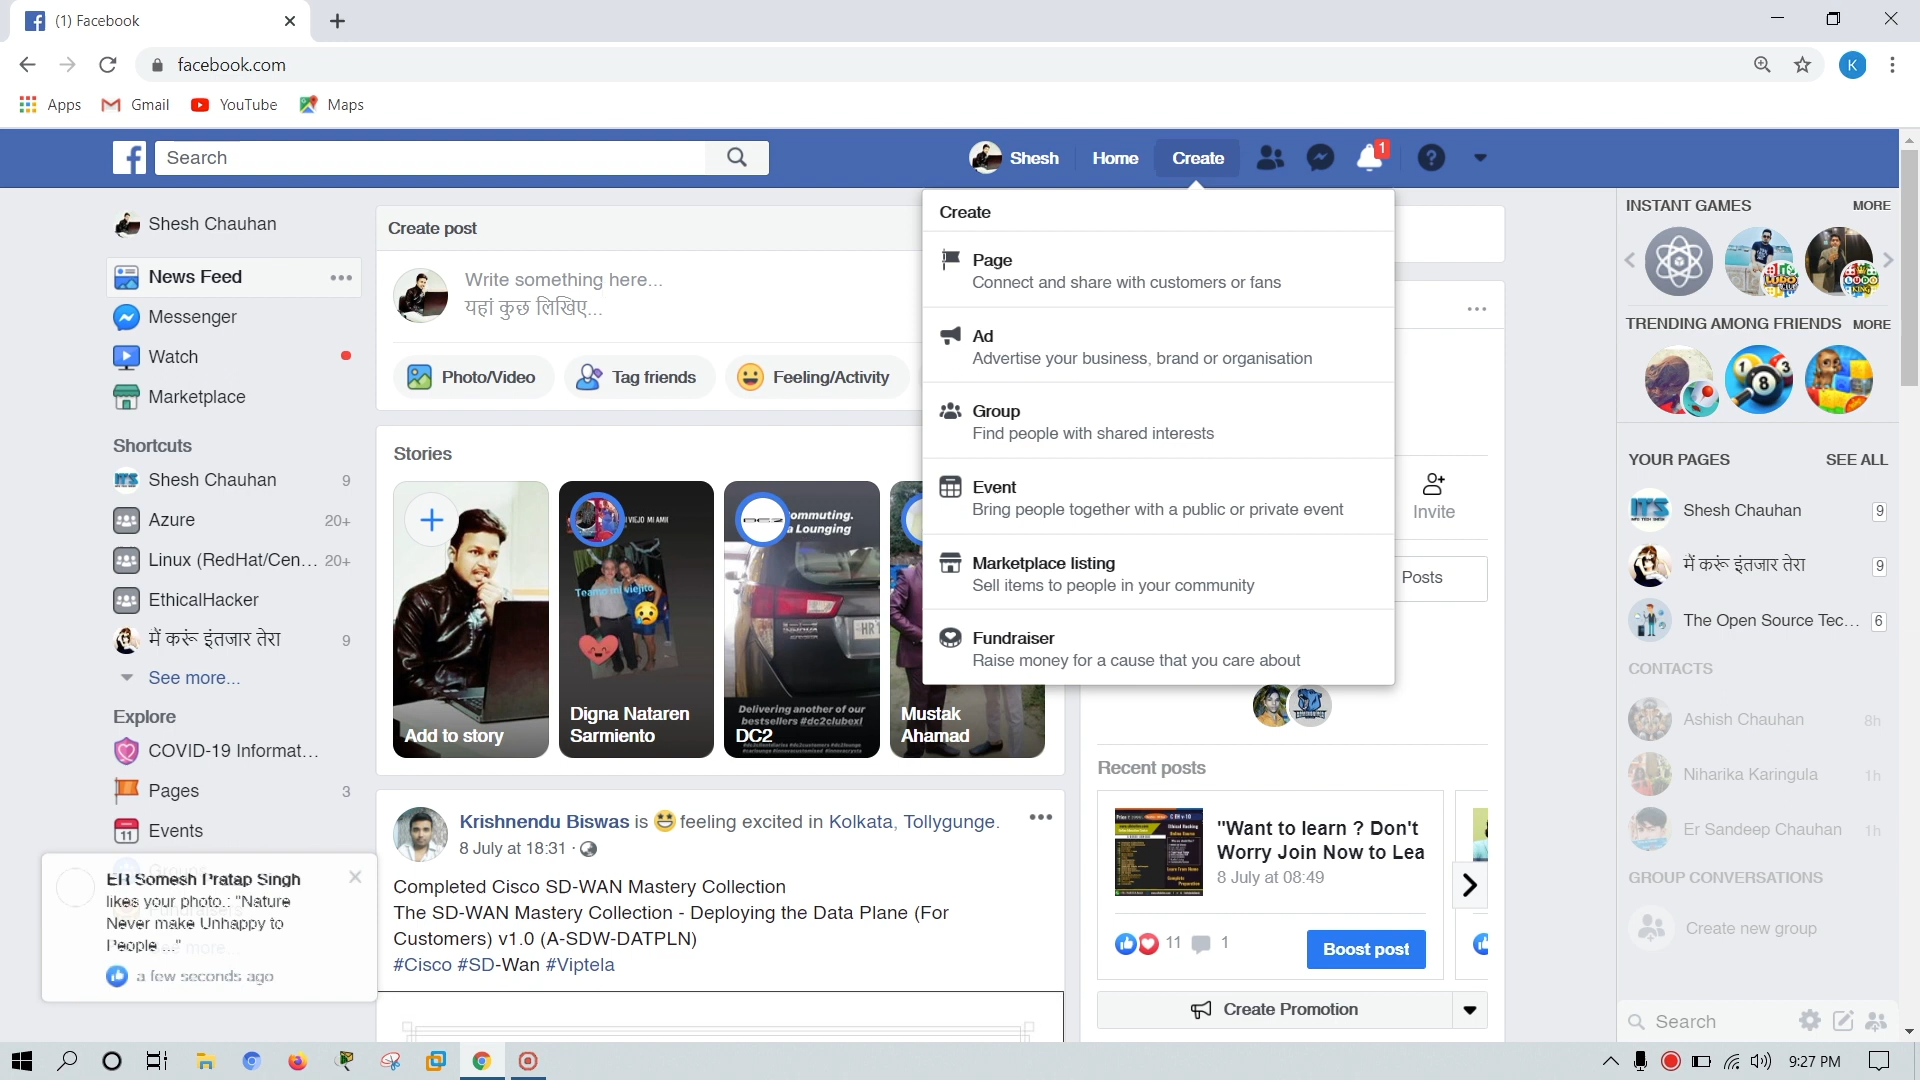 (1) Facebook
facebook.com
K
Apps
Gmail
YouTube
Maps
Search
Shesh
Home
Create
1
Shesh Chauhan
News Feed
Messenger
Watch
Marketplace
Shortcuts
Shesh Chauhan 9
Azure 20+
Linux (RedHat/Cen... 20+
EthicalHacker
मैं करूं इंतजार तेरा 9
See more...
Explore
COVID-19 Informat...
Pages 3
Events
ER Somesh Pratap Singh
likes your photo.: "Nature
Never make Unhappy to
People ..."
a few seconds ago
Create post
Write something here...
यहां कुछ लिखिए...
Photo/Video
Tag friends
Feeling/Activity
Stories
Add to story
Digna Nataren
Sarmiento
Delivering another of our
bestsellers #dc2clubexl
DC2
Mustak
Ahamad
Krishnendu Biswas is feeling excited in Kolkata, Tollygunge.
8 July at 18:31 ·
Completed Cisco SD-WAN Mastery Collection
The SD-WAN Mastery Collection - Deploying the Data Plane (For
Customers) v1.0 (A-SDW-DATPLN)
#Cisco #SD-Wan #Viptela
Create
Page
Connect and share with customers or fans
Ad
Advertise your business, brand or organisation
Group
Find people with shared interests
Event
Bring people together with a public or private event
Marketplace listing
Sell items to people in your community
Fundraiser
Raise money for a cause that you care about
Invite
Posts
Recent posts
"Want to learn ? Don't
Worry Join Now to Lea
8 July at 08:49
11
1
Boost post
Create Promotion
INSTANT GAMES MORE
TRENDING AMONG FRIENDS MORE
YOUR PAGES SEE ALL
Shesh Chauhan 9
मैं करूं इंतजार तेरा 9
The Open Source Tec... 6
CONTACTS
Ashish Chauhan 8h
Niharika Karingula 1h
Er Sandeep Chauhan 1h
GROUP CONVERSATIONS
Create new group
Search
9:27 PM